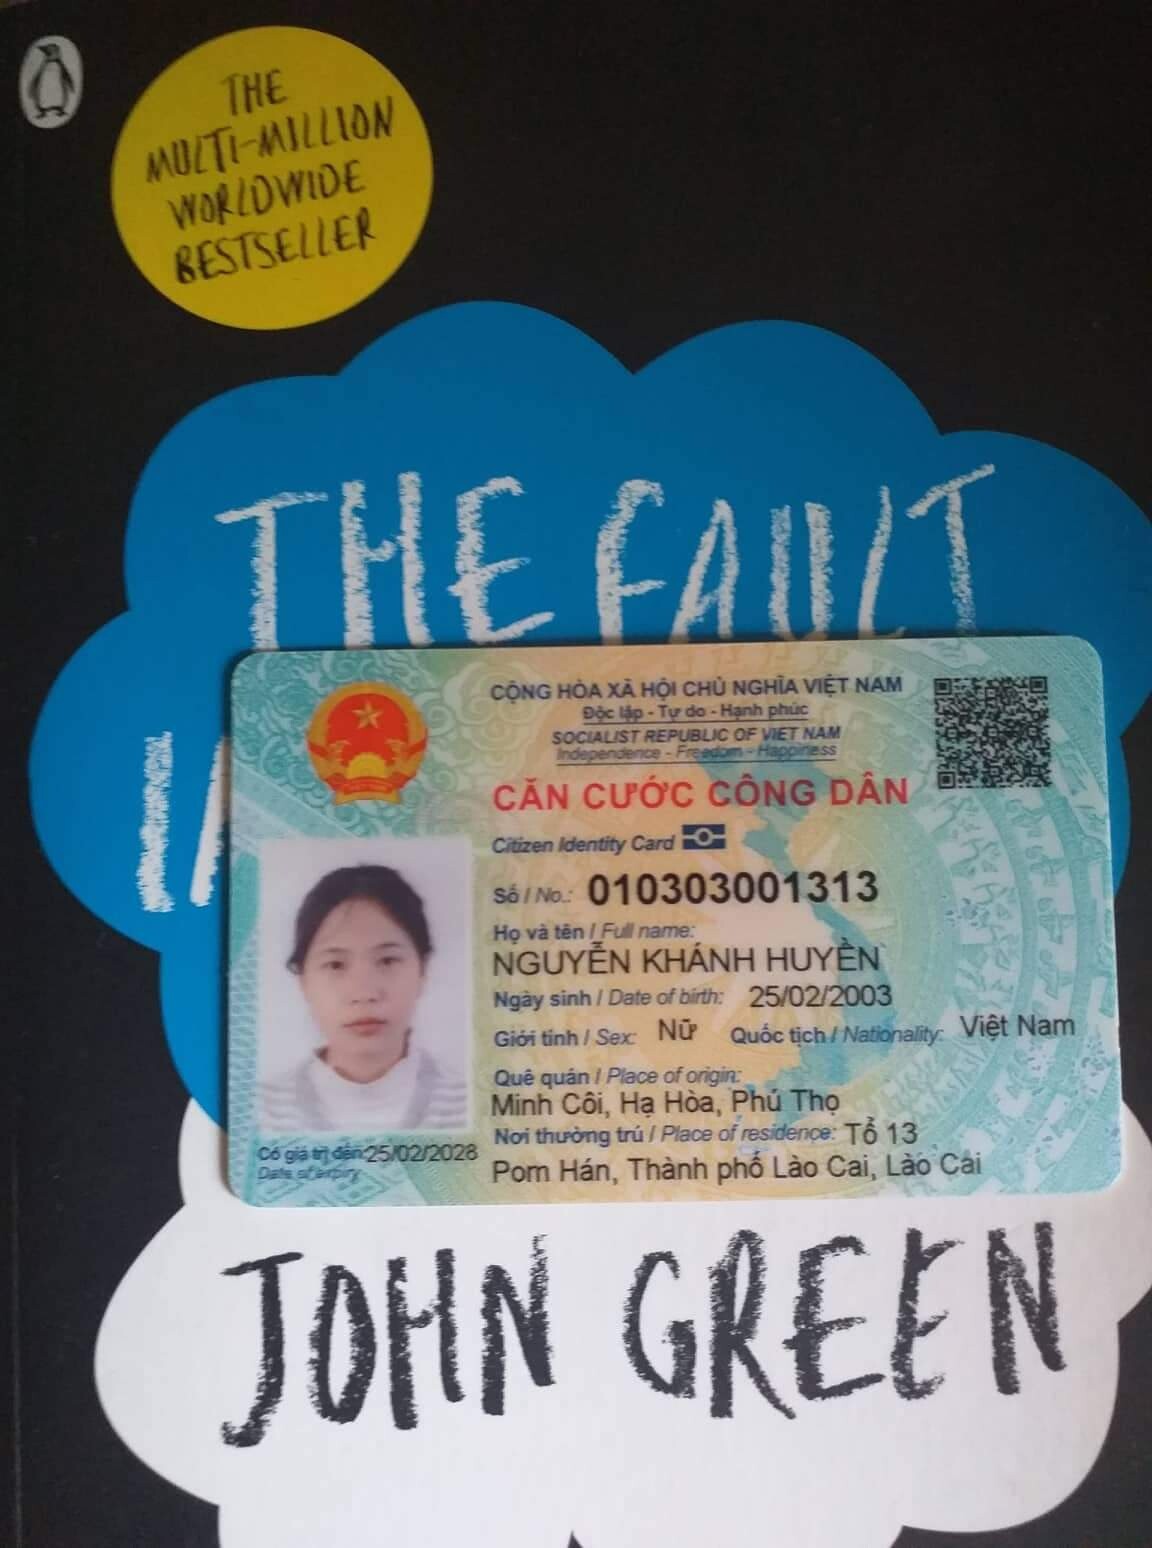 THE
MULTI-MILLION
WORLDWIDE
BESTSELLER
THE FAULT
CỘNG HÒA XÃ HỘI CHỦ NGHĨA VIỆT NAM
Độc lập - Tự do - Hạnh phúc
SOCIALIST REPUBLIC OF VIET NAM
Independence - Freedom - Happiness
CĂN CƯỚC CÔNG DÂN
Citizen Identity Card
Số / No.: 010303001313
Họ và tên / Full name:
NGUYỄN KHÁNH HUYỀN
Ngày sinh / Date of birth: 25/02/2003
Giới tính / Sex: Nữ Quốc tịch / Nationality: Việt Nam
Quê quán / Place of origin:
Minh Côi, Hạ Hòa, Phú Thọ
Nơi thường trú / Place of residence: Tổ 13
Pom Hán, Thành phố Lào Cai, Lào Cai
Có giá trị đến: 25/02/2028
Date of expiry
JOHN GREEN